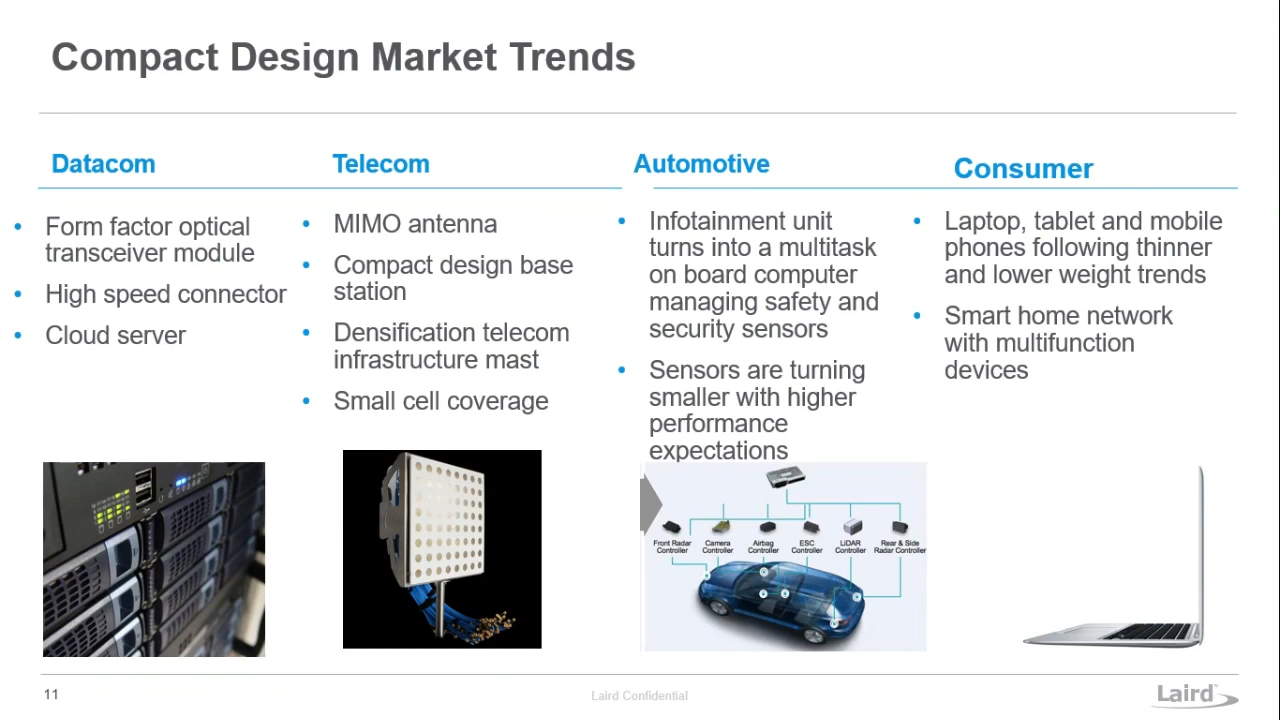 Compact Design Market Trends
Datacom
• Form factor optical
transceiver module
• High speed connector
• Cloud server
Telecom
• MIMO antenna
• Compact design base
station
• Densification telecom
infrastructure mast
• Small cell coverage
Automotive
• Infotainment unit
turns into a multitask
on board computer
managing safety and
security sensors
• Sensors are turning
smaller with higher
performance
expectations
Front Radar
Controller
Camera
Controller
Airbag
Controller
ESC
Controller
LiDAR
Controller
Rear & Side
Radar Controller
Consumer
• Laptop, tablet and mobile
phones following thinner
and lower weight trends
• Smart home network
with multifunction
devices
11
Laird Confidential
Laird™